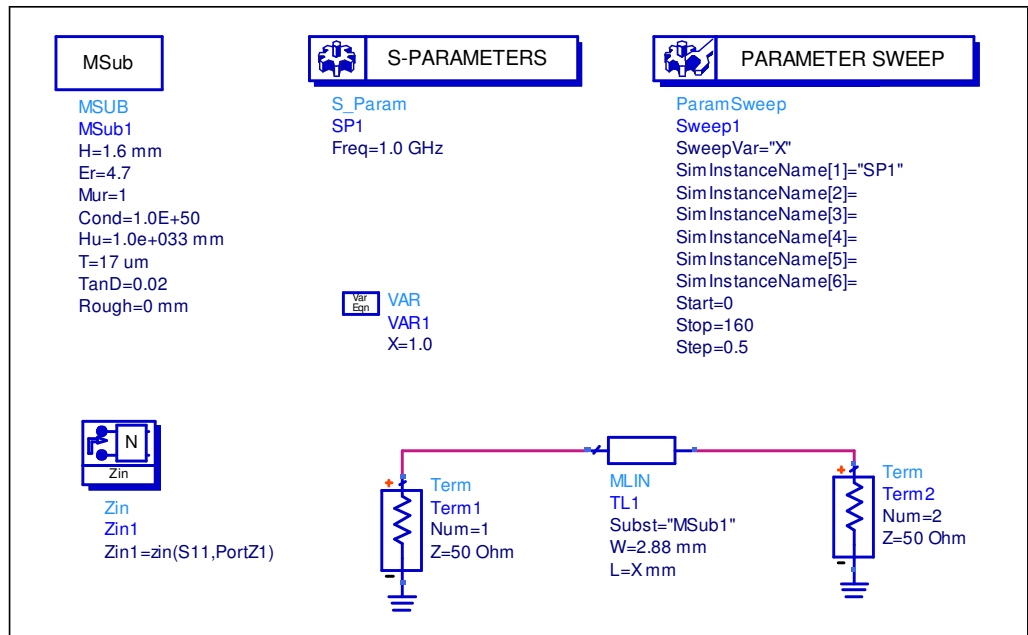 MSub
MSUB
MSub1
H=1.6 mm
Er=4.7
Mur=1
Cond=1.0E+50
Hu=1.0e+033 mm
T=17 um
TanD=0.02
Rough=0 mm
S-PARAMETERS
S_Param
SP1
Freq=1.0 GHz
PARAMETER SWEEP
ParamSweep
Sweep1
SweepVar="X"
SimInstanceName[1]="SP1"
SimInstanceName[2]=
SimInstanceName[3]=
SimInstanceName[4]=
SimInstanceName[5]=
SimInstanceName[6]=
Start=0
Stop=160
Step=0.5
Var
Eqn
VAR
VAR1
X=1.0
N
Zin
Zin
Zin1
Zin1=zin(S11,PortZ1)
+
-
Term
Term1
Num=1
Z=50 Ohm
MLIN
TL1
Subst="MSub1"
W=2.88 mm
L=X mm
+
-
Term
Term2
Num=2
Z=50 Ohm